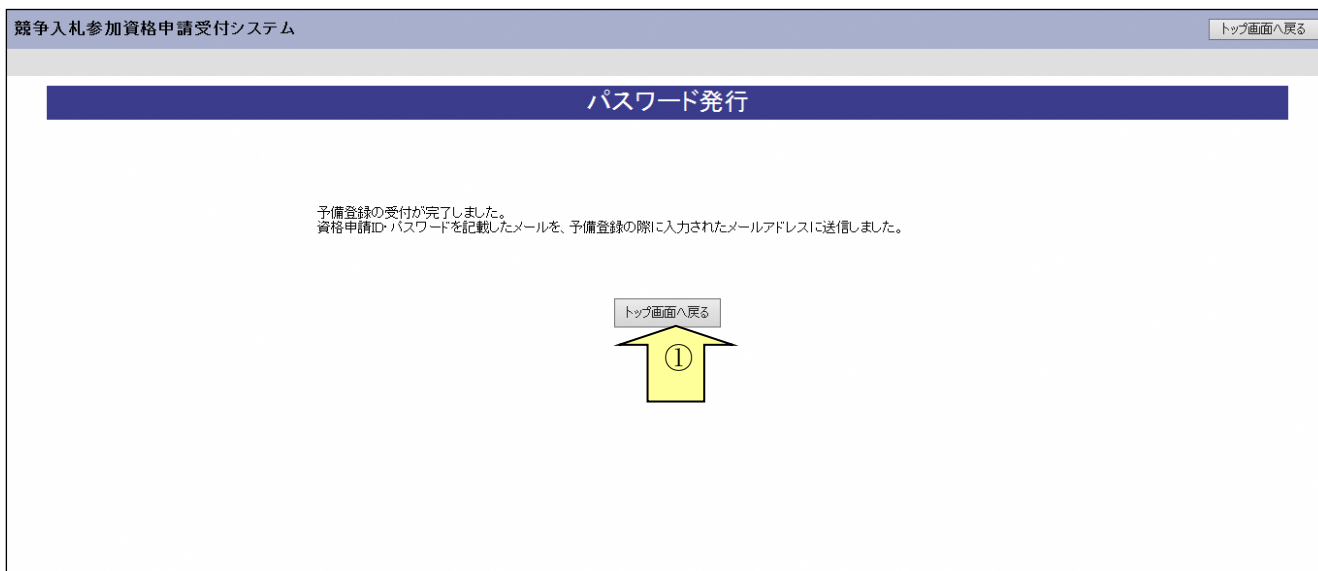 競争入札参加資格申請受付システム
トップ画面へ戻る
パスワード発行
予備登録の受付が完了しました。
資格申請ID・パスワードを記載したメールを、予備登録の際に入力されたメールアドレスに送信しました。
トップ画面へ戻る
①